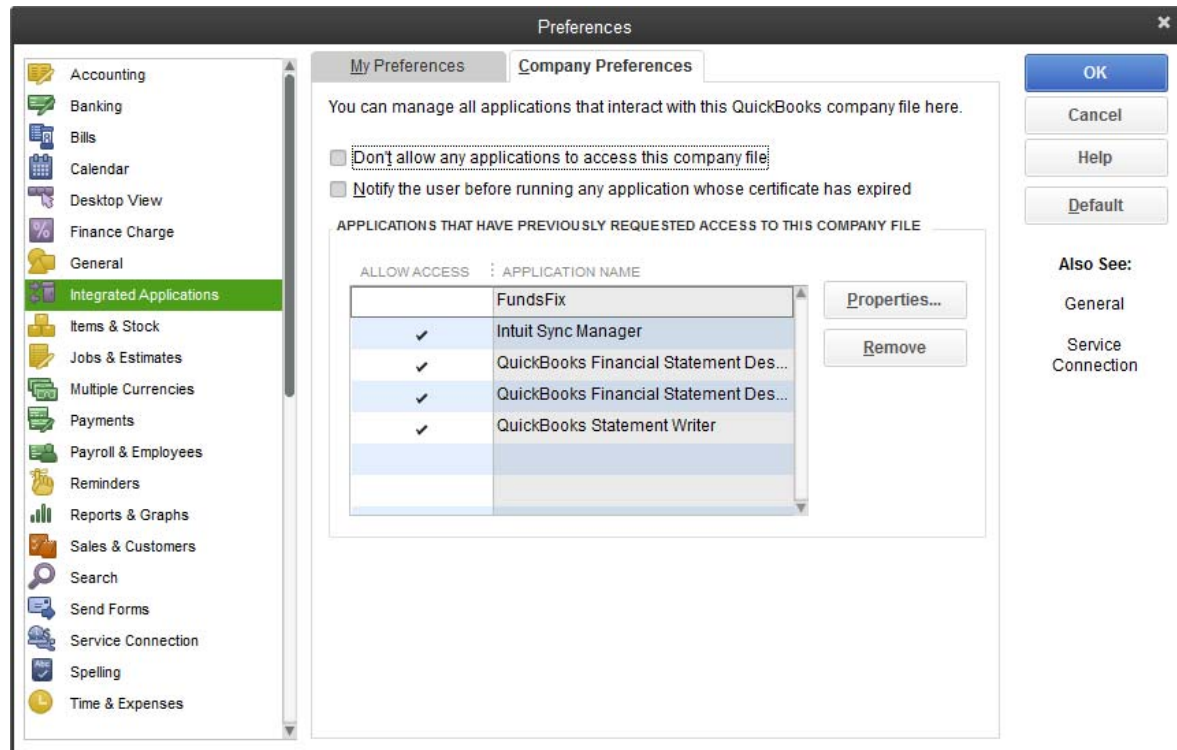 Preferences
Accounting
Banking
Bills
Calendar
Desktop View
Finance Charge
General
Integrated Applications
Items & Stock
Jobs & Estimates
Multiple Currencies
Payments
Payroll & Employees
Reminders
Reports & Graphs
Sales & Customers
Search
Send Forms
Service Connection
Spelling
Time & Expenses
My Preferences
Company Preferences
You can manage all applications that interact with this QuickBooks company file here.
Don't allow any applications to access this company file
Notify the user before running any application whose certificate has expired
APPLICATIONS THAT HAVE PREVIOUSLY REQUESTED ACCESS TO THIS COMPANY FILE
ALLOW ACCESS APPLICATION NAME
FundsFix
Intuit Sync Manager
QuickBooks Financial Statement Des...
QuickBooks Financial Statement Des...
QuickBooks Statement Writer
Properties...
Remove
OK
Cancel
Help
Default
Also See:
General
Service
Connection